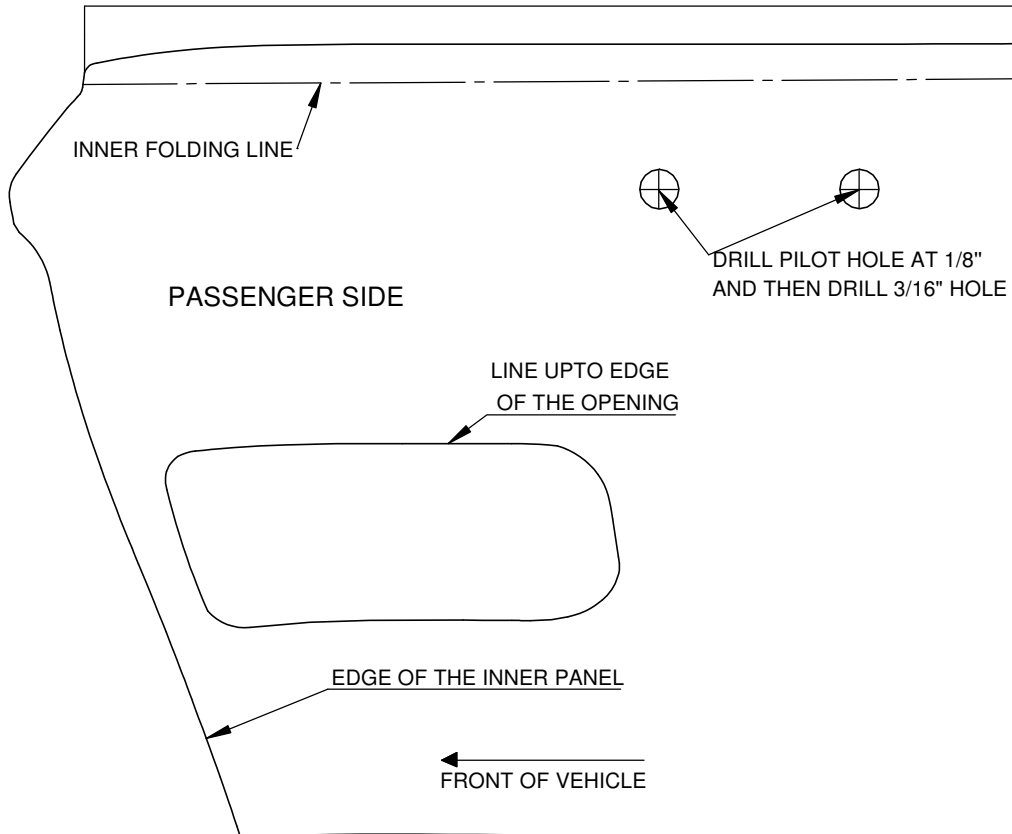 INNER FOLDING LINE
DRILL PILOT HOLE AT 1/8"
AND THEN DRILL 3/16" HOLE
PASSENGER SIDE
LINE UPTO EDGE
OF THE OPENING
EDGE OF THE INNER PANEL
FRONT OF VEHICLE